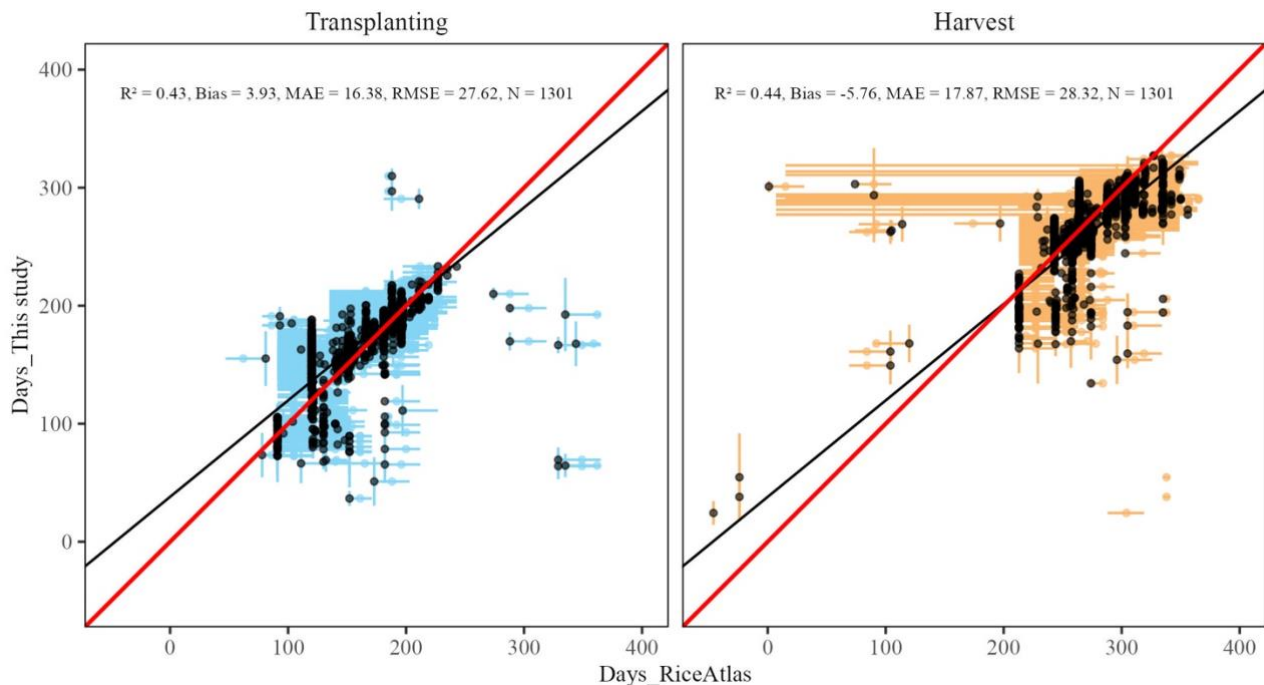 Transplanting
Harvest
R² = 0.43, Bias = 3.93, MAE = 16.38, RMSE = 27.62, N = 1301
R² = 0.44, Bias = -5.76, MAE = 17.87, RMSE = 28.32, N = 1301
Days_This study
400
300
200
100
0
0 100 200 300 400
0 100 200 300 400
Days_RiceAtlas